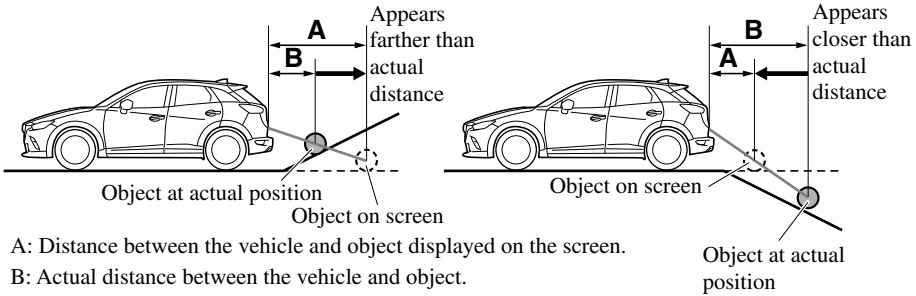 A
B
Appears
farther than
actual
distance
Object at actual position
Object on screen
B
A
Appears
closer than
actual
distance
Object on screen
Object at actual
position
A: Distance between the vehicle and object displayed on the screen.
B: Actual distance between the vehicle and object.